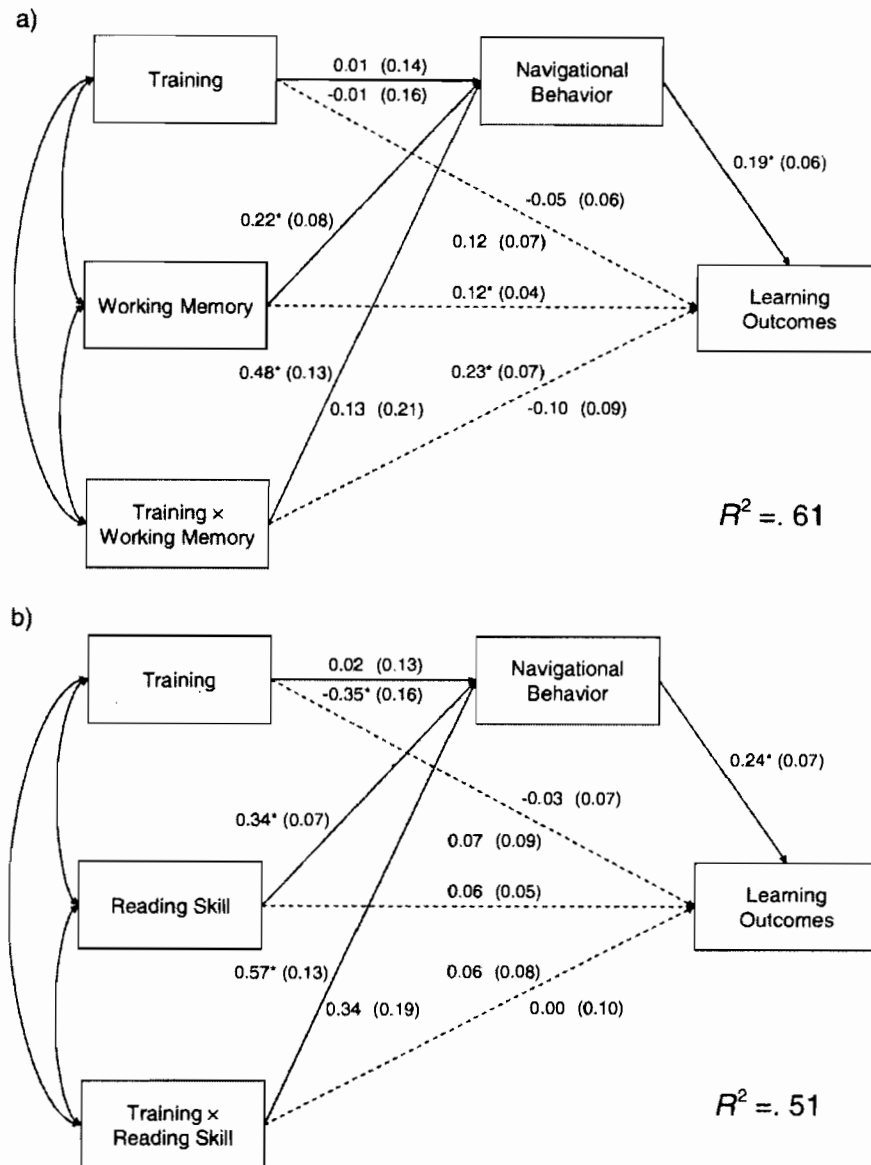 a)
0.01 (0.14)
Training
-0.01 (0.16)
Navigational
Behavior
0.19* (0.06)
-0.05 (0.06)
0.22* (0.08)
0.12 (0.07)
0.12* (0.04)
Working Memory
Learning
Outcomes
0.48* (0.13)
0.23* (0.07)
0.13 (0.21)
-0.10 (0.09)
Training ×
Working Memory
R² =. 61
b)
0.02 (0.13)
Training
-0.35* (0.16)
Navigational
Behavior
0.24* (0.07)
-0.03 (0.07)
0.34* (0.07)
0.07 (0.09)
0.06 (0.05)
Reading Skill
Learning
Outcomes
0.57* (0.13)
0.06 (0.08)
0.34 (0.19)
0.00 (0.10)
Training ×
Reading Skill
R² =. 51